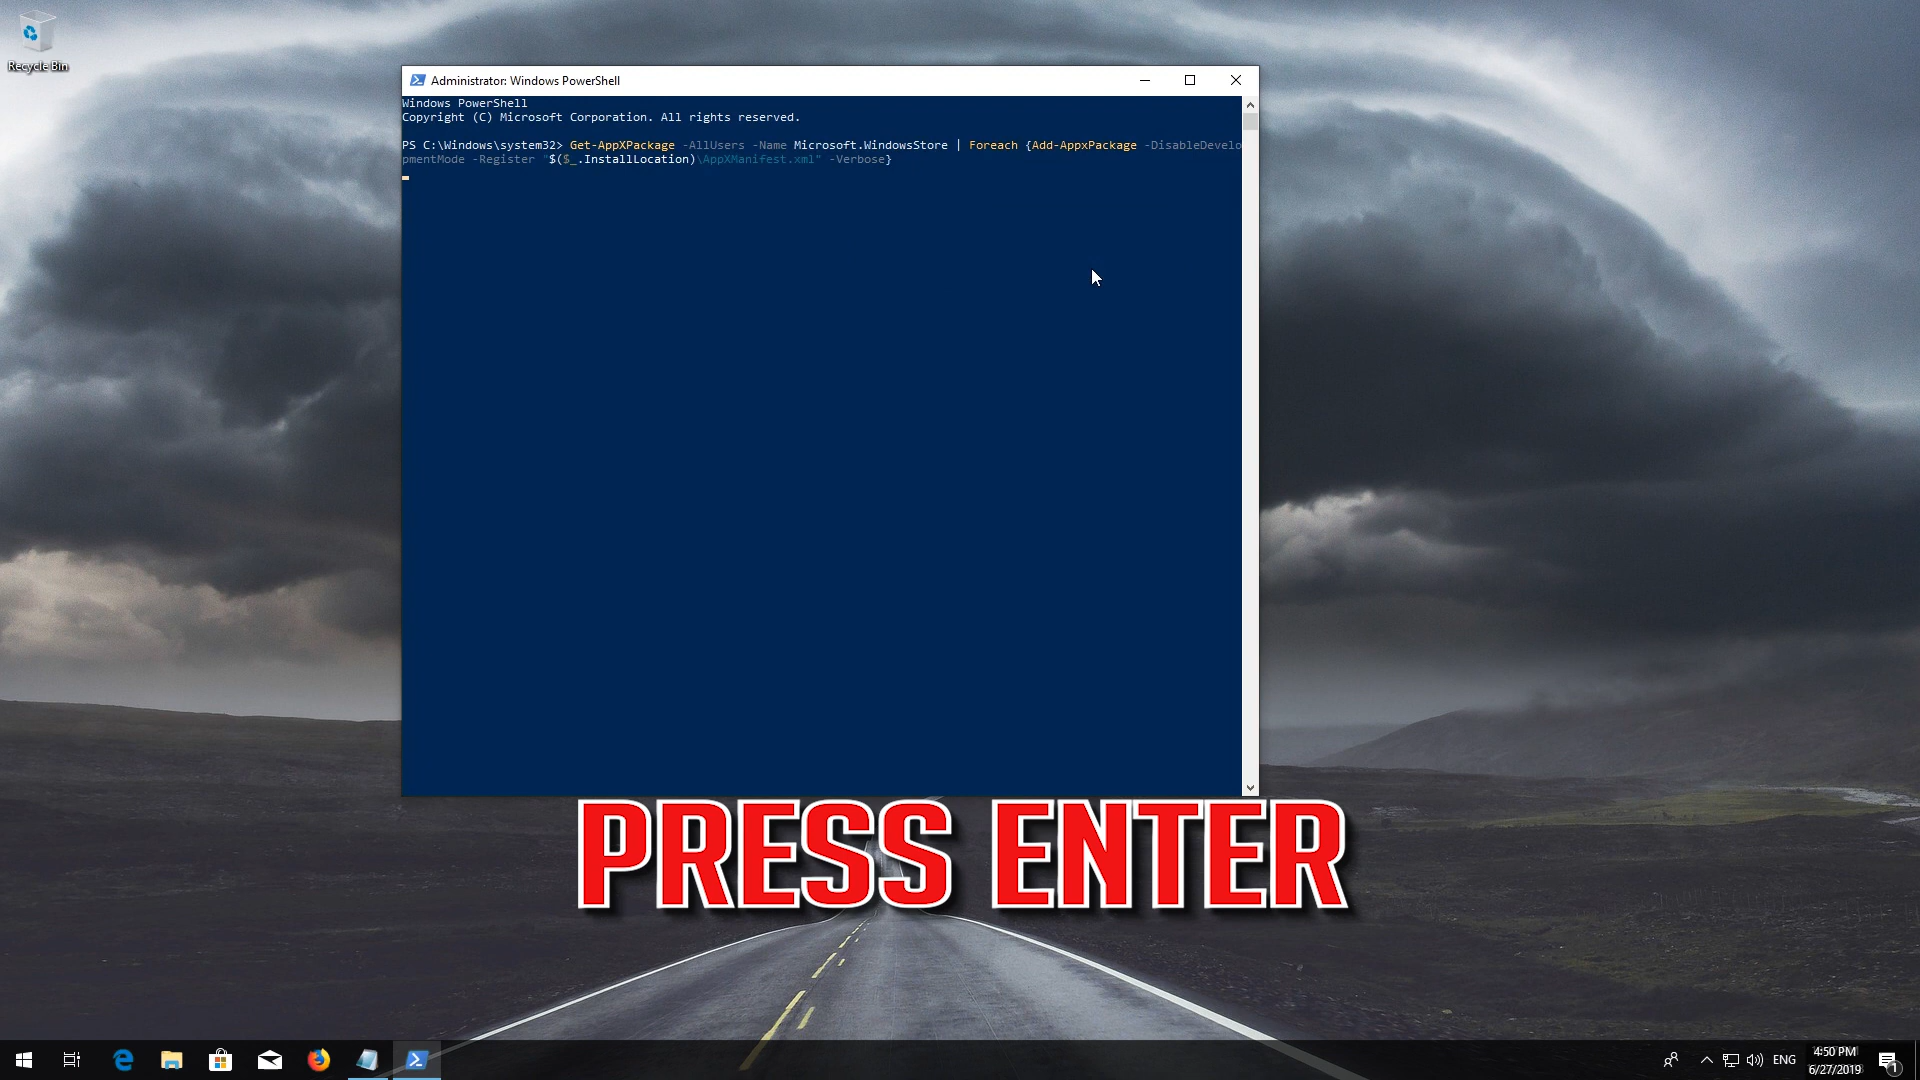 Recycle Bin
Administrator: Windows PowerShell
Windows PowerShell
Copyright (C) Microsoft Corporation. All rights reserved.
PS C:\Windows\system32> Get-AppXPackage -AllUsers -Name Microsoft.WindowsStore | Foreach {Add-AppxPackage -DisableDevelo
pmentMode -Register "$($_.InstallLocation)\AppXManifest.xml" -Verbose}
PRESS ENTER
ENG
4:50 PM
6/27/2019
1